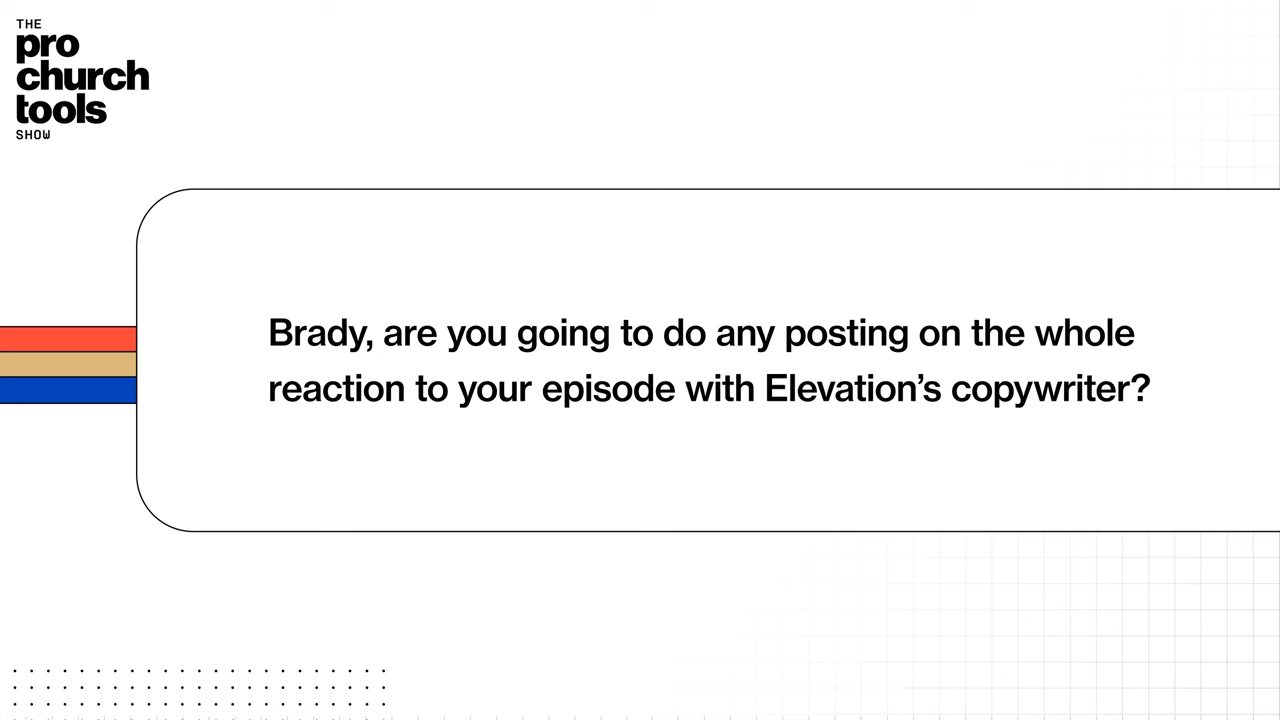 THE
pro
church
tools
SHOW
Brady, are you going to do any posting on the whole
reaction to your episode with Elevation’s copywriter?